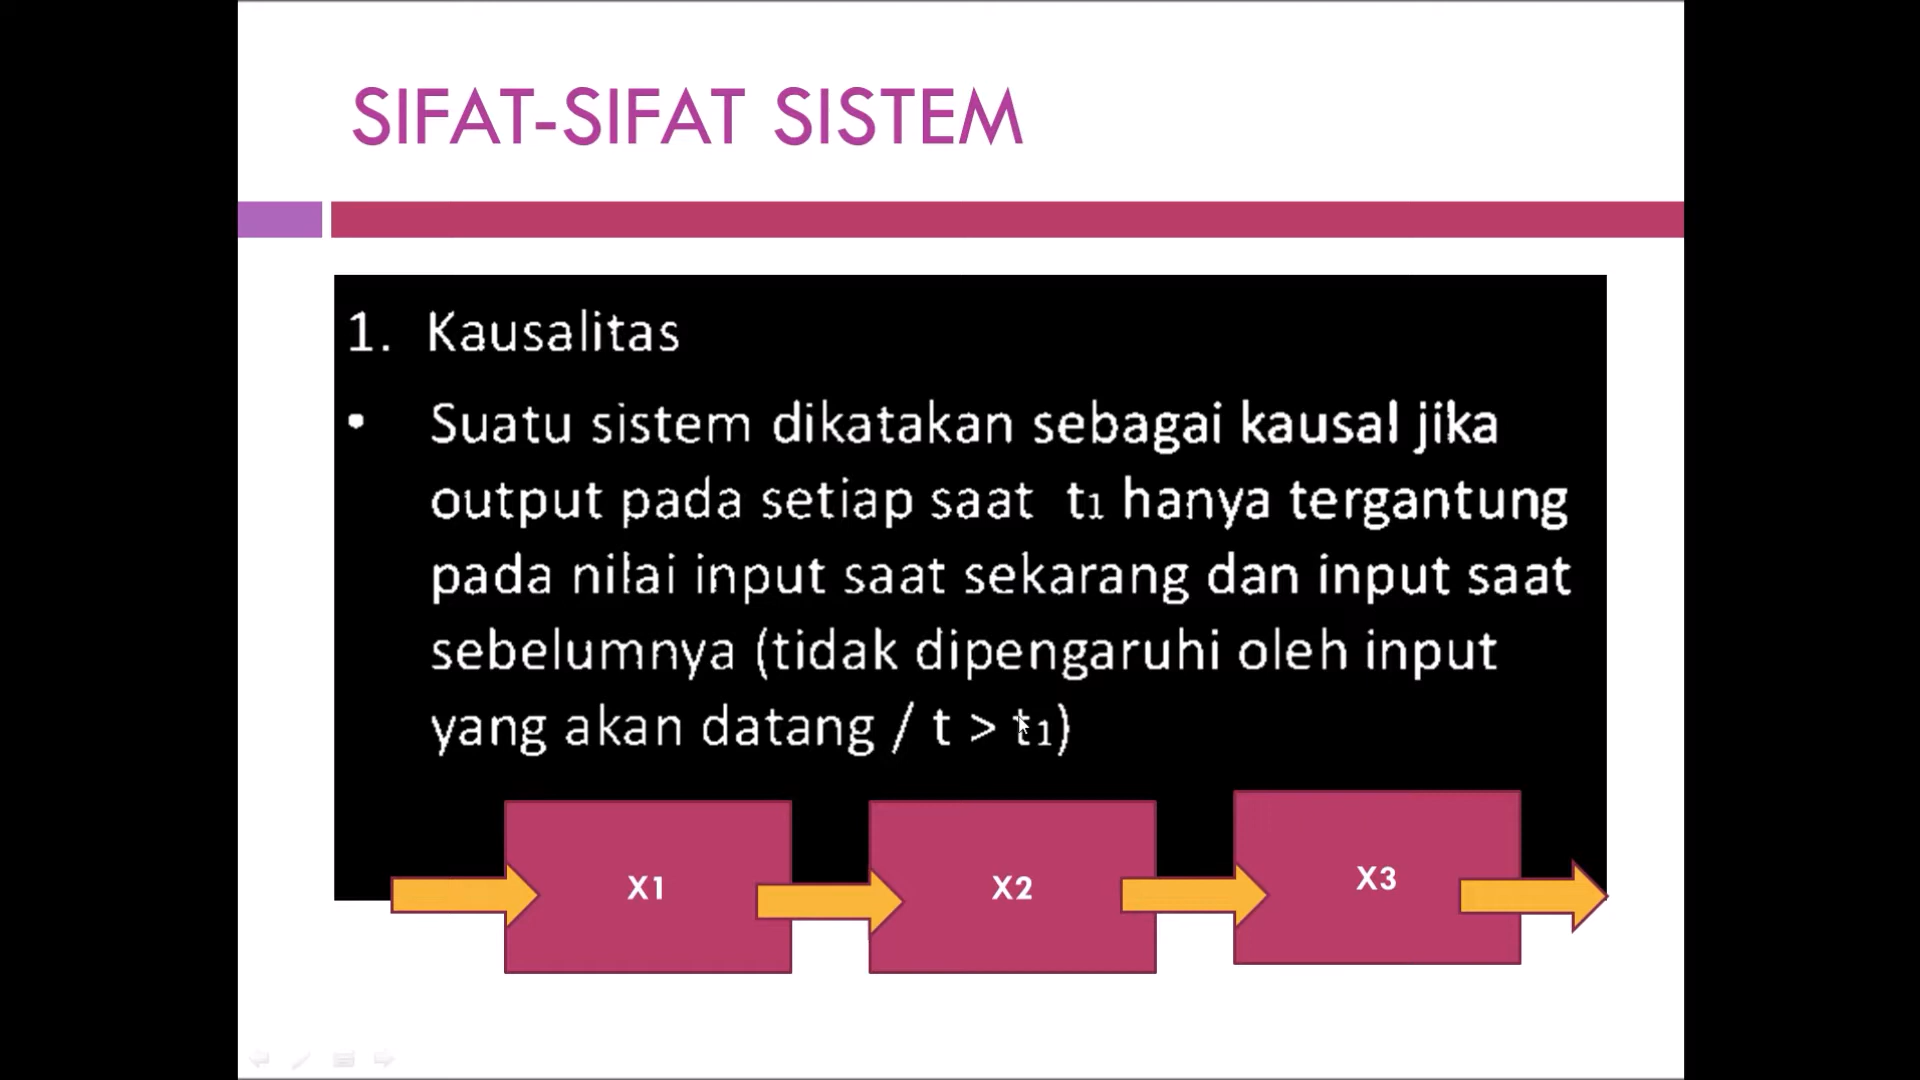 SIFAT-SIFAT SISTEM
1. Kausalitas
• Suatu sistem dikatakan sebagai kausal jika
output pada setiap saat t1 hanya tergantung
pada nilai input saat sekarang dan input saat
sebelumnya (tidak dipengaruhi oleh input
yang akan datang / t > t1)
X1
X2
X3